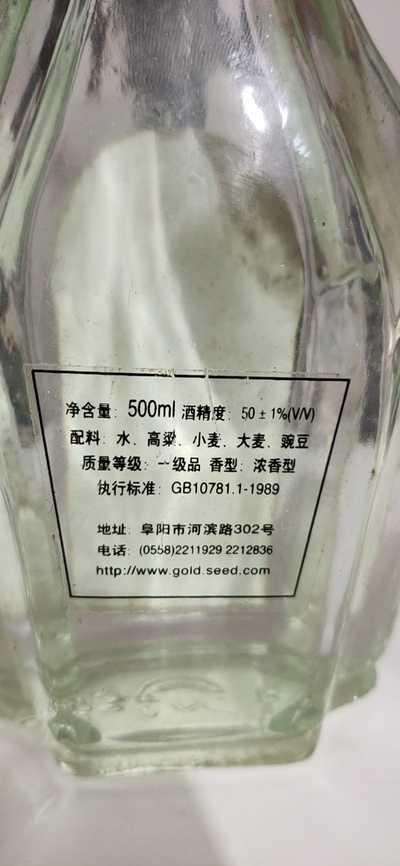 净含量：500ml 酒精度：50±1%(V/V)
配料：水、高粱、小麦、大麦、豌豆
质量等级：一级品 香型：浓香型
执行标准：GB10781.1-1989
地址：阜阳市河滨路302号
电话：(0558)2211929 2212836
http://www.gold.seed.com